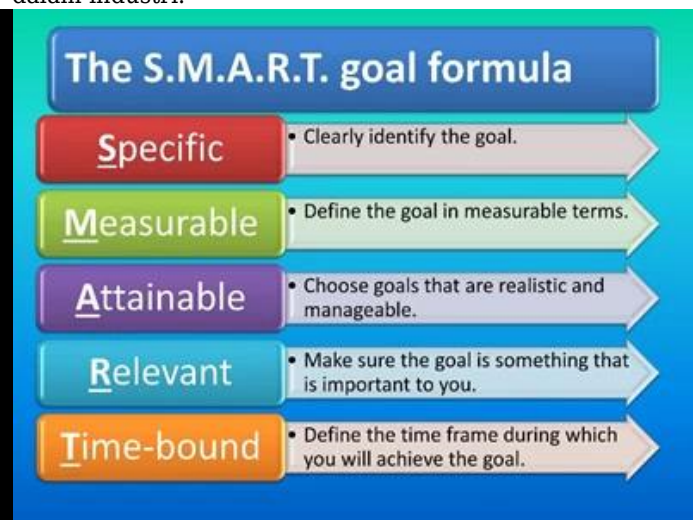 dalam industri.
The S.M.A.R.T. goal formula
Specific
• Clearly identify the goal.
Measurable
• Define the goal in measurable terms.
Attainable
• Choose goals that are realistic and
manageable.
Relevant
• Make sure the goal is something that
is important to you.
Time-bound
• Define the time frame during which
you will achieve the goal.